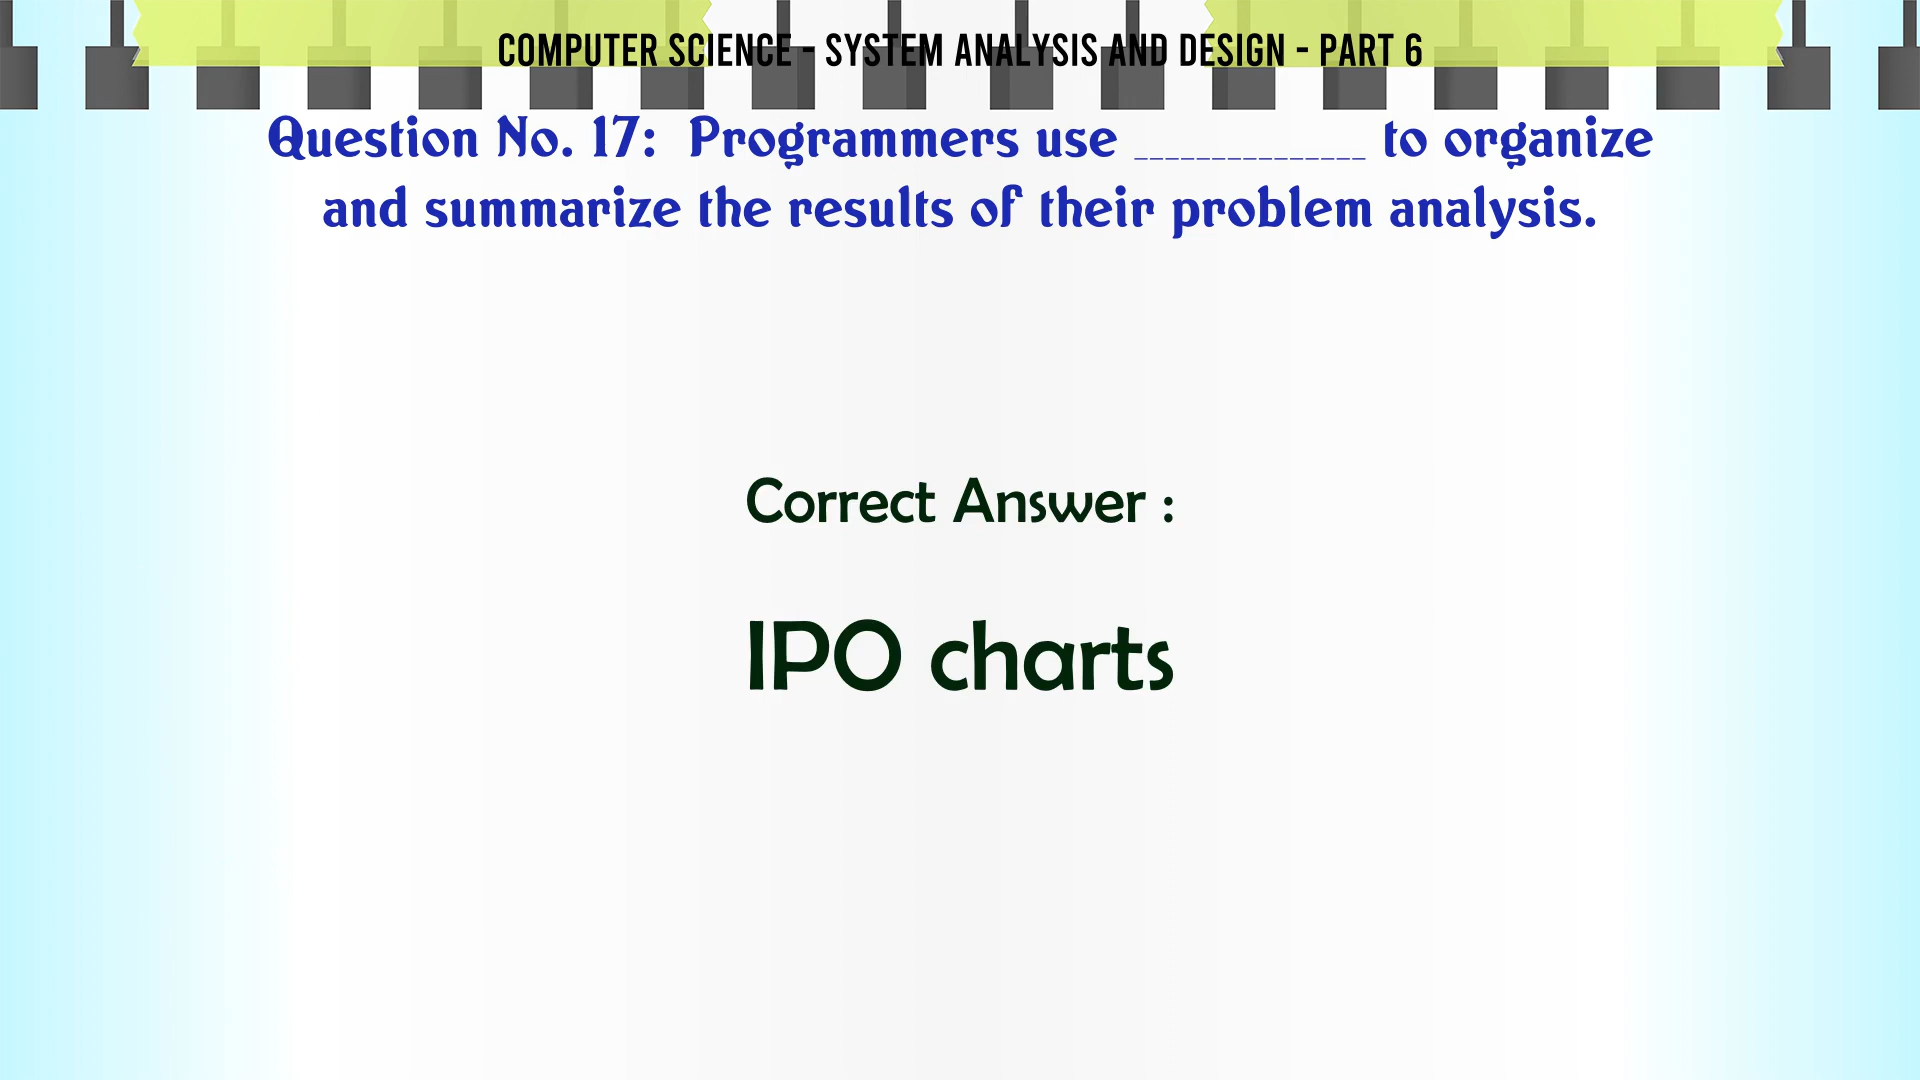 COMPUTER SCIENCE - SYSTEM ANALYSIS AND DESIGN - PART 6
Question No. 17:  Programmers use ______________ to organize
and summarize the results of their problem analysis.
Correct Answer :
IPO charts